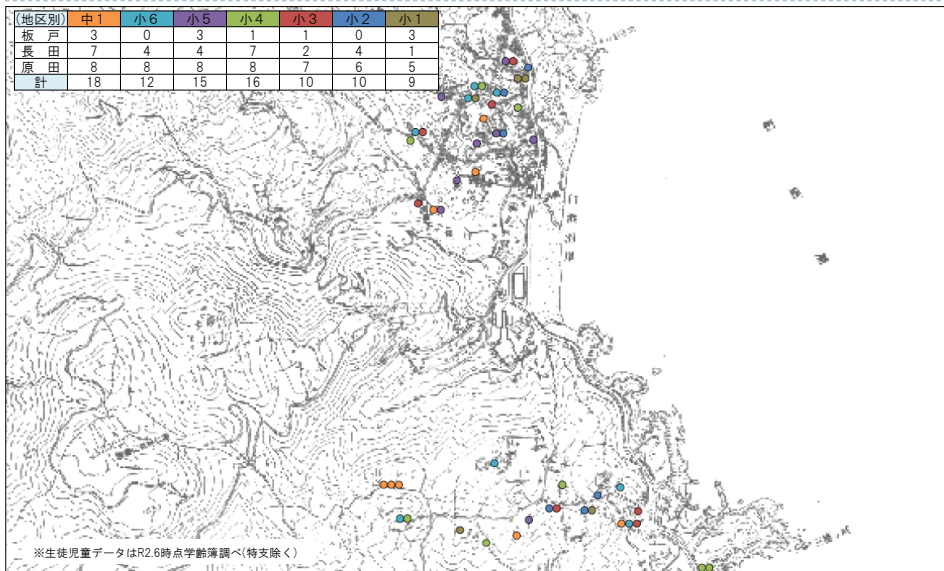 (地区別) 中1 小6 小5 小4 小3 小2 小1
板 戸 3 0 3 1 1 0 3
長 田 7 4 4 7 2 4 1
原 田 8 8 8 8 7 6 5
計 18 12 15 16 10 10 9
※生徒児童データはR2.6時点学齢簿調べ(特支除く)